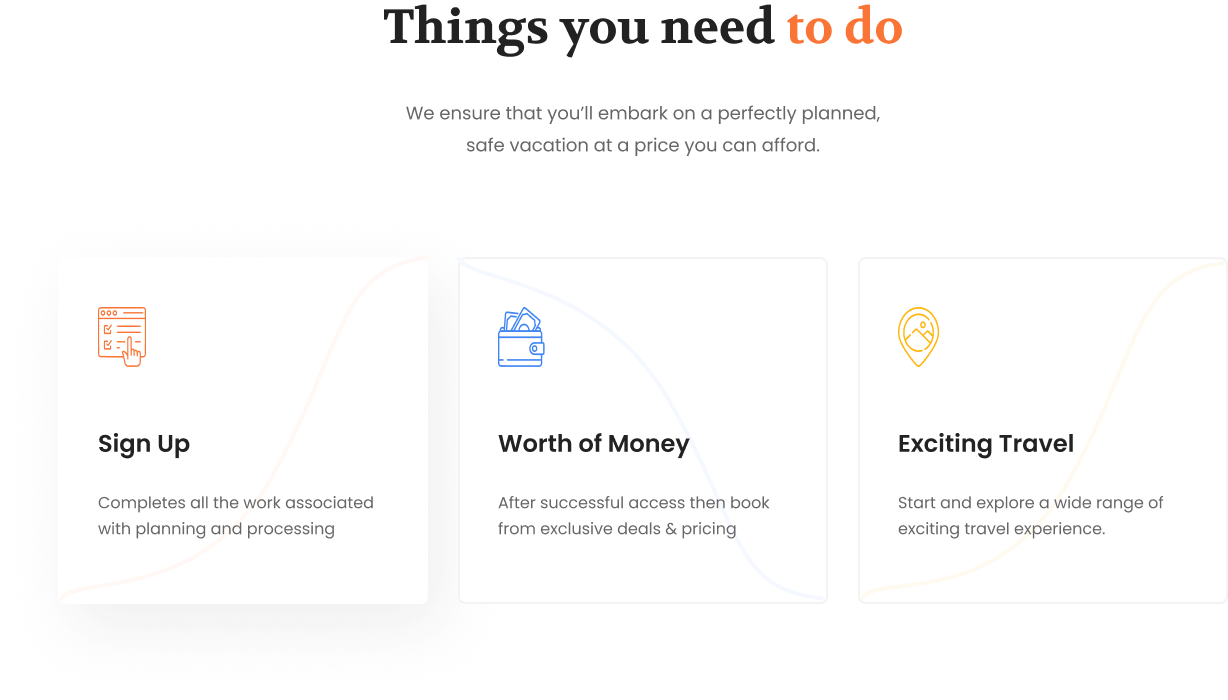 Things you need to do
We ensure that you’ll embark on a perfectly planned,
safe vacation at a price you can afford.
Sign Up
Completes all the work associated
with planning and processing
Worth of Money
After successful access then book
from exclusive deals & pricing
Exciting Travel
Start and explore a wide range of
exciting travel experience.